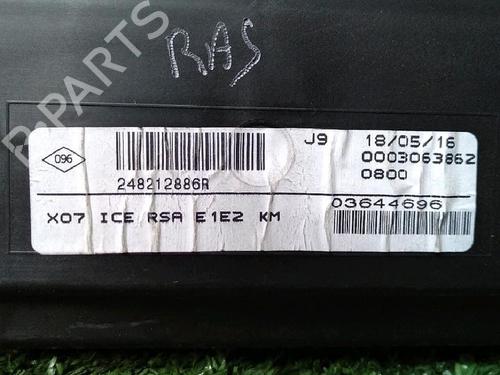 RAS
B-PARTS
096
248212886R
J9 18/05/16
0003063862
0800
X07 ICE RSA E1E2 KM
03644696